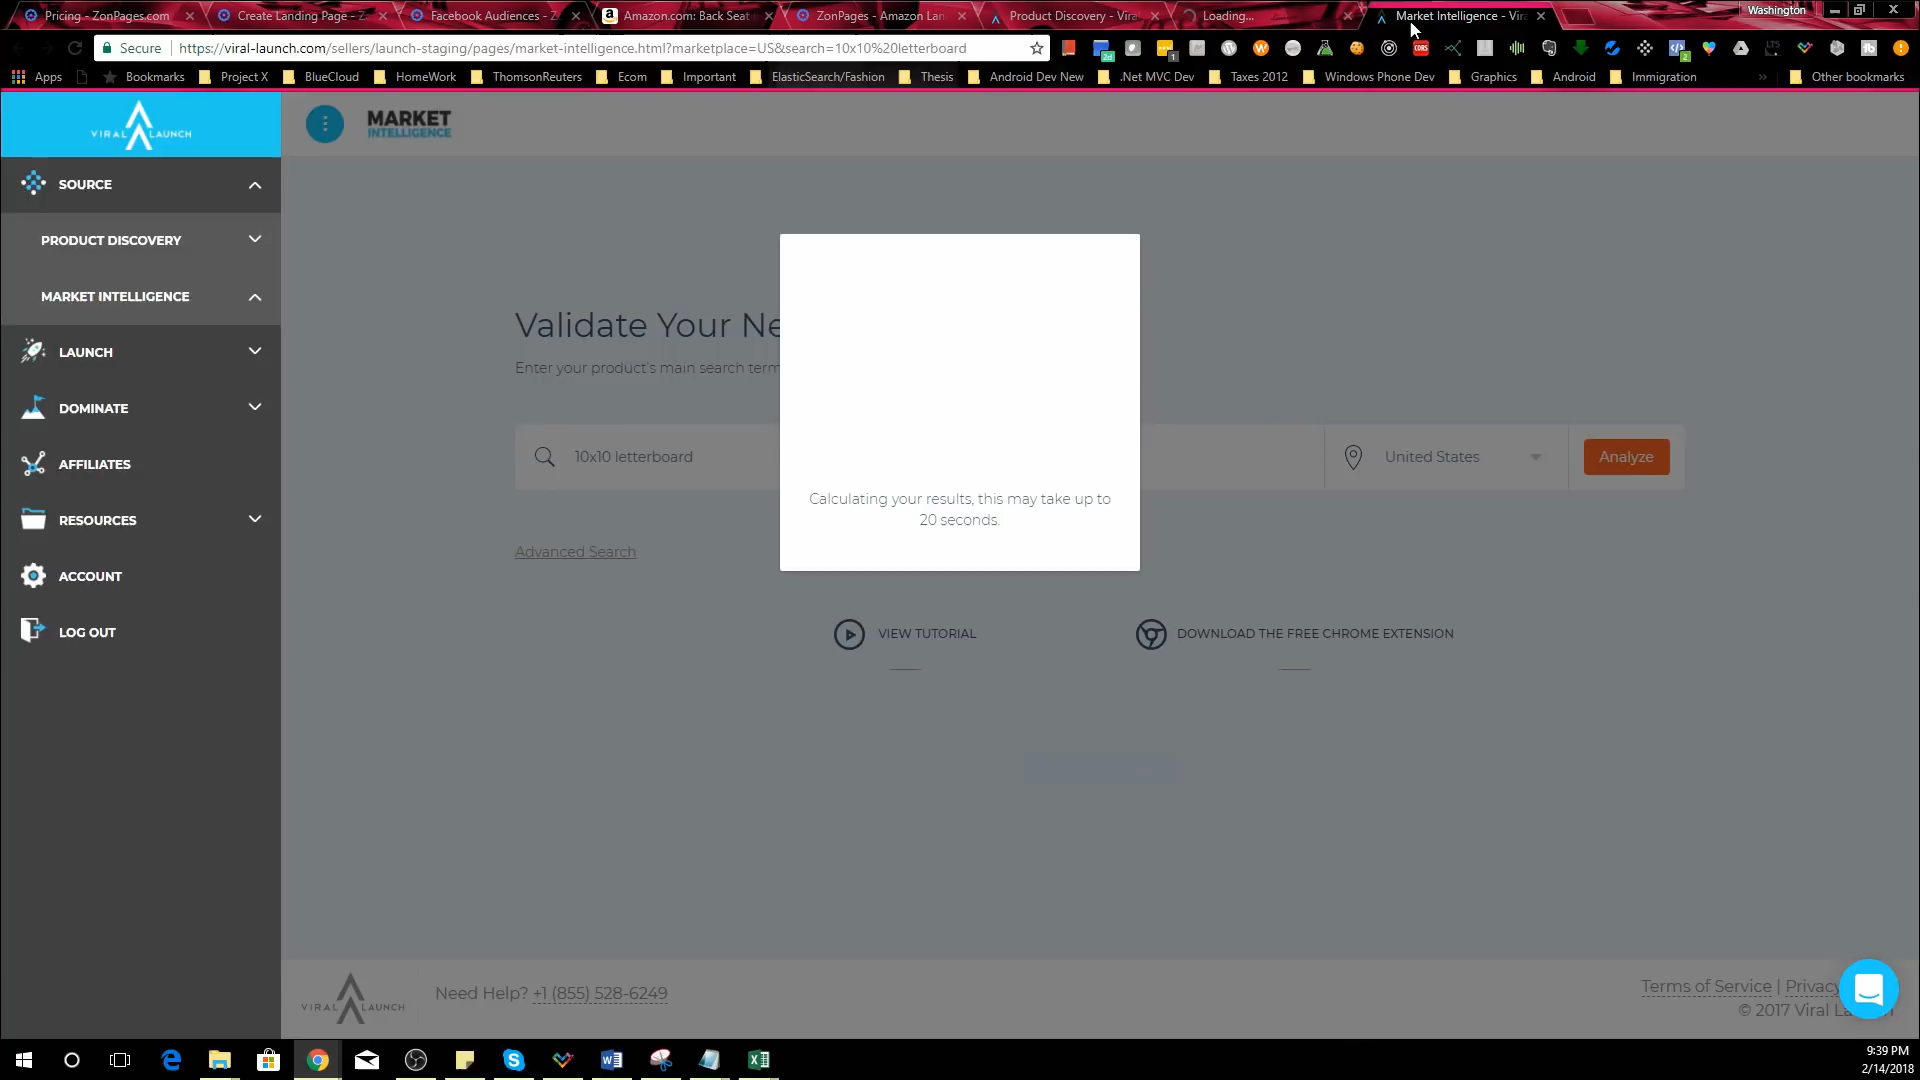 Pricing - ZonPages.com
Create Landing Page - Z
Facebook Audiences - Z
Amazon.com: Back Seat
ZonPages - Amazon Lan
Product Discovery - Vira
Loading...
Market Intelligence - Vira
Washington
Secure
https://viral-launch.com/sellers/launch-staging/pages/market-intelligence.html?marketplace=US&search=10x10%20letterboard
Apps
Bookmarks
Project X
BlueCloud
HomeWork
ThomsonReuters
Ecom
Important
ElasticSearch/Fashion
Thesis
Android Dev New
.Net MVC Dev
Taxes 2012
Windows Phone Dev
Graphics
Android
Immigration
»
Other bookmarks
VIRAL LAUNCH
MARKET
INTELLIGENCE
SOURCE
PRODUCT DISCOVERY
MARKET INTELLIGENCE
LAUNCH
DOMINATE
AFFILIATES
RESOURCES
ACCOUNT
LOG OUT
Validate Your Ne
Enter your product's main search term
10x10 letterboard
United States
Analyze
Calculating your results, this may take up to
20 seconds.
Advanced Search
VIEW TUTORIAL
DOWNLOAD THE FREE CHROME EXTENSION
VIRAL LAUNCH
Need Help? +1 (855) 528-6249
Terms of Service | Privacy
© 2017 Viral La
9:39 PM
2/14/2018